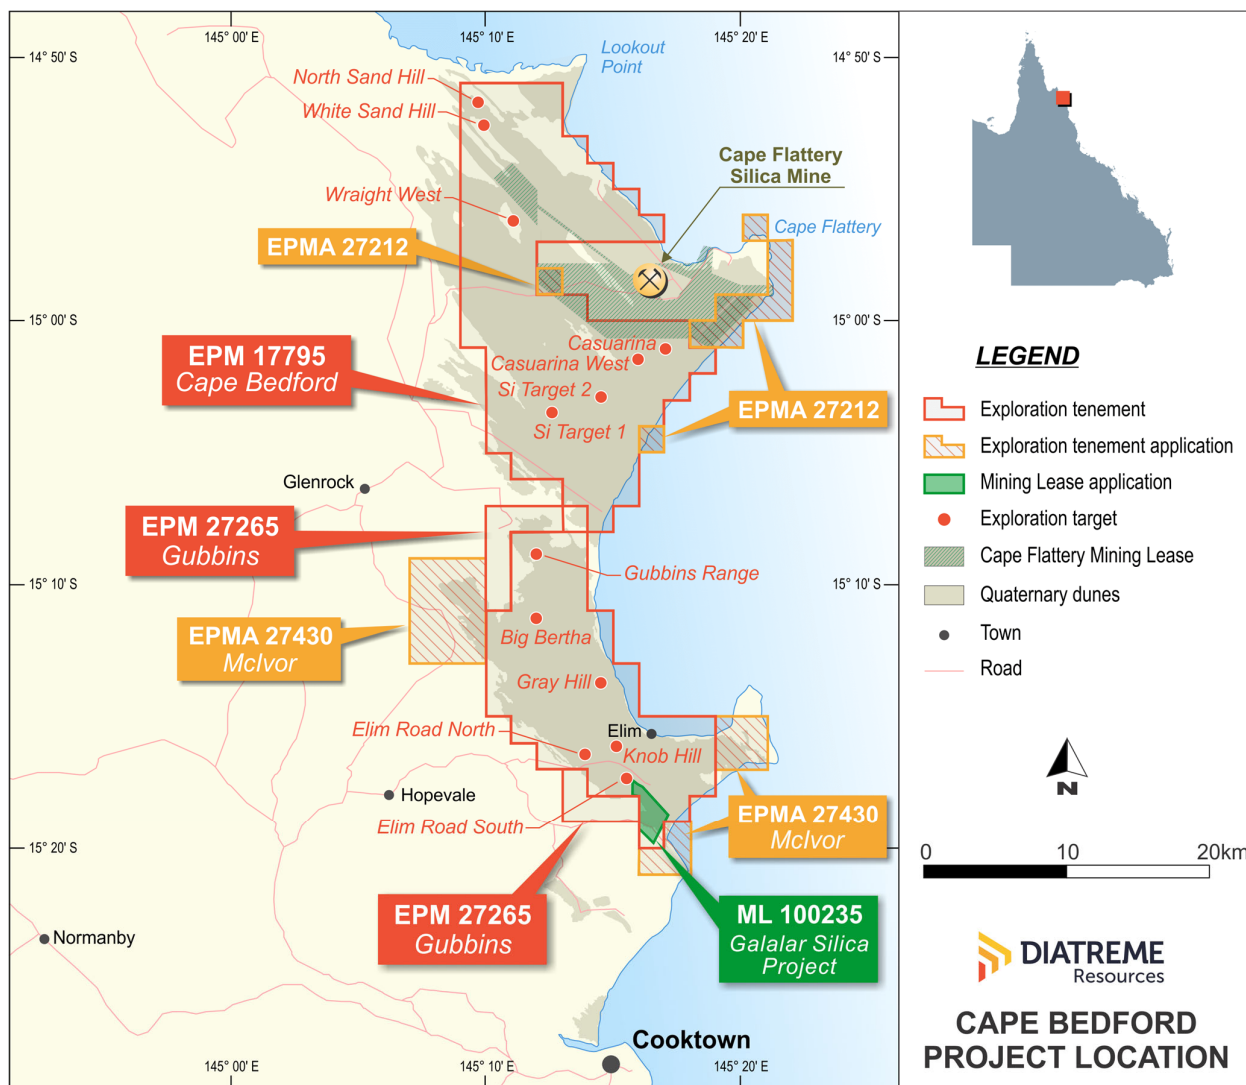 145° 00' E
145° 10' E
145° 20' E
14° 50' S
14° 50' S
Lookout
Point
North Sand Hill
White Sand Hill
Cape Flattery
Silica Mine
Wraight West
Cape Flattery
EPMA 27212
15° 00' S
15° 00' S
EPM 17795
Cape Bedford
Casuarina
Casuarina West
Si Target 2
Si Target 1
EPMA 27212
Glenrock
EPM 27265
Gubbins
Gubbins Range
15° 10' S
EPMA 27430
McIvor
Big Bertha
Gray Hill
Elim Road North
Elim
Knob Hill
Hopevale
Elim Road South
EPMA 27430
McIvor
15° 20' S
15° 20' S
EPM 27265
Gubbins
ML 100235
Galalar Silica
Project
Normanby
Cooktown
145° 00' E
145° 10' E
145° 20' E
LEGEND
Exploration tenement
Exploration tenement application
Mining Lease application
Exploration target
Cape Flattery Mining Lease
Quaternary dunes
Town
Road
N
0
10
20km
DIATREME
Resources
CAPE BEDFORD
PROJECT LOCATION
15° 10' S